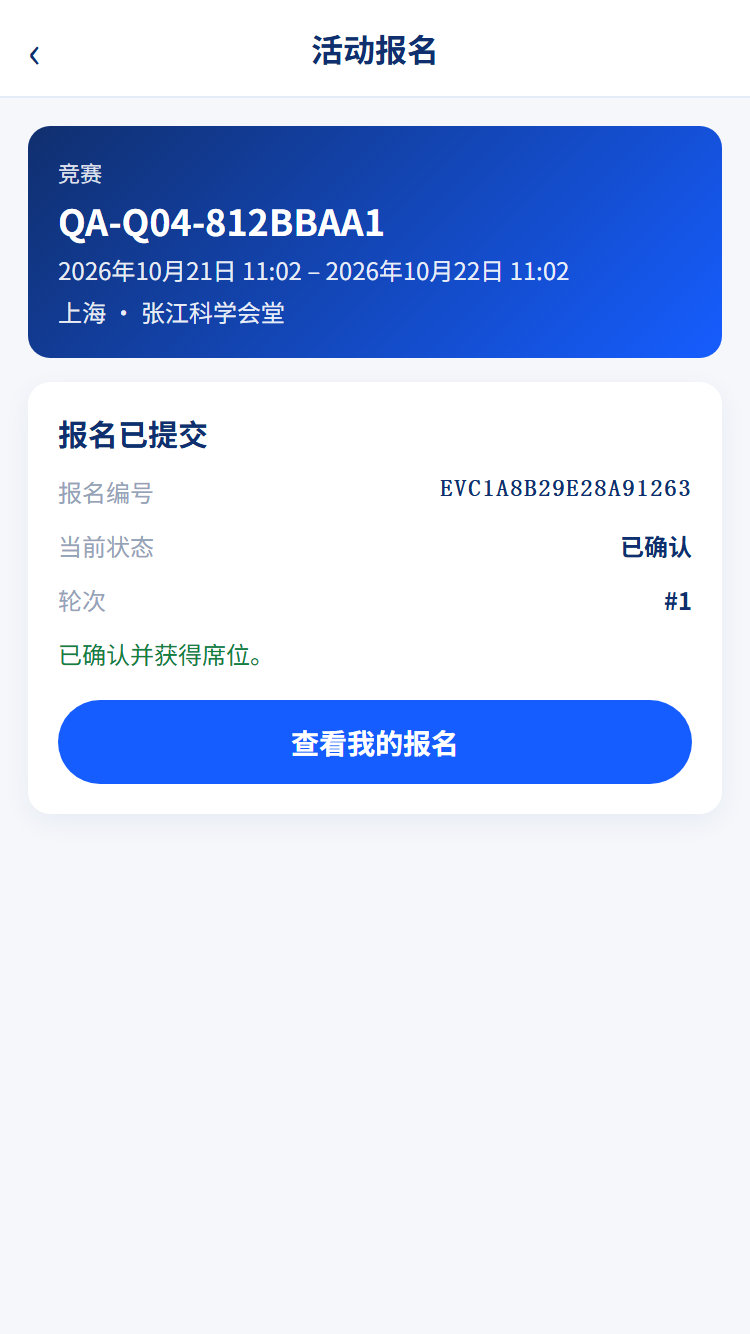 ‹ 活动报名
竞赛
QA-Q04-812BBAA1
2026年10月21日 11:02 – 2026年10月22日 11:02
上海 · 张江科学会堂
报名已提交
报名编号 EVC1A8B29E28A91263
当前状态 已确认
轮次 #1
已确认并获得席位。
查看我的报名